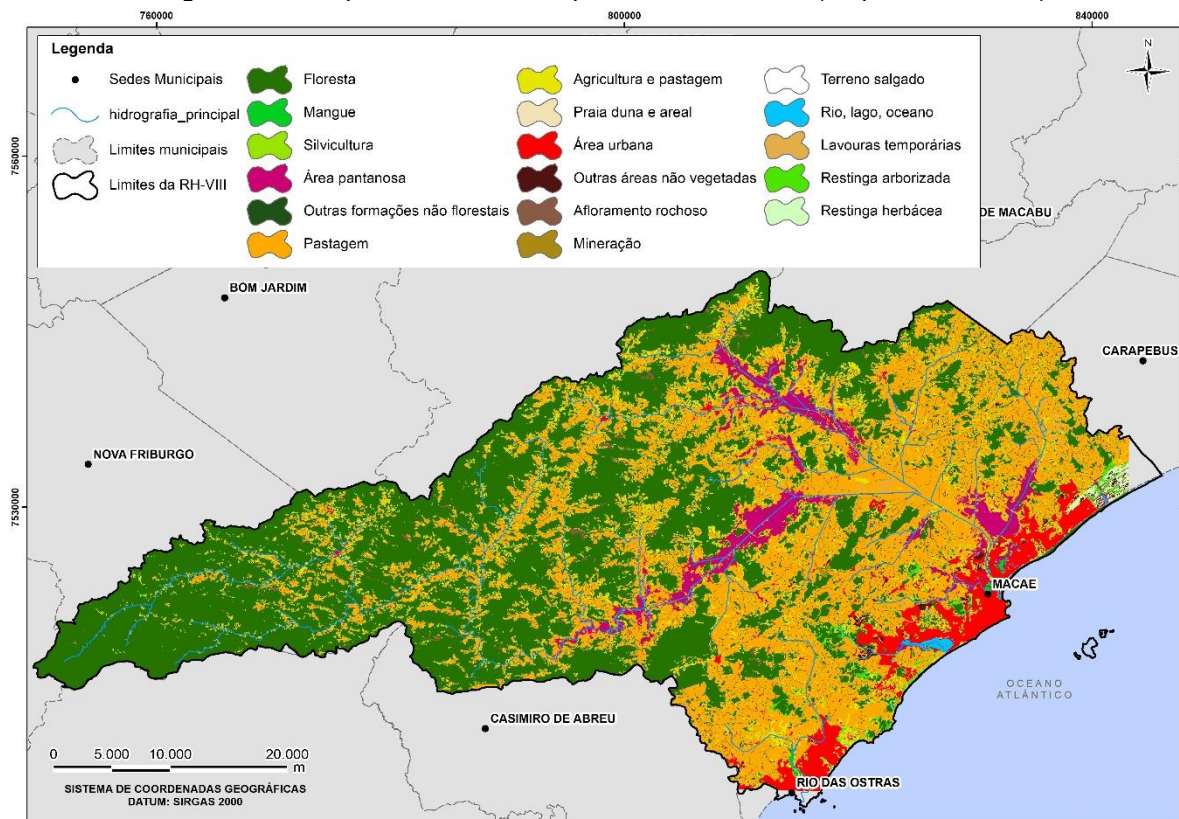 760000
800000
840000
Legenda
Sedes Municipais
hidrografia_principal
Limites municipais
Limites da RH-VIII
Floresta
Mangue
Silvicultura
Área pantanosa
Outras formações não florestais
Pastagem
Agricultura e pastagem
Praia duna e areal
Área urbana
Outras áreas não vegetadas
Afloramento rochoso
Mineração
Terreno salgado
Rio, lago, oceano
Lavouras temporárias
Restinga arborizada
Restinga herbácea
N
7560000
DE MACABU
BOM JARDIM
CARAPEBUS
NOVA FRIBURGO
7530000
MACAE
OCEANO
ATLÂNTICO
CASIMIRO DE ABREU
RIO DAS OSTRAS
0 5.000 10.000 20.000
m
SISTEMA DE COORDENADAS GEOGRÁFICAS
DATUM: SIRGAS 2000